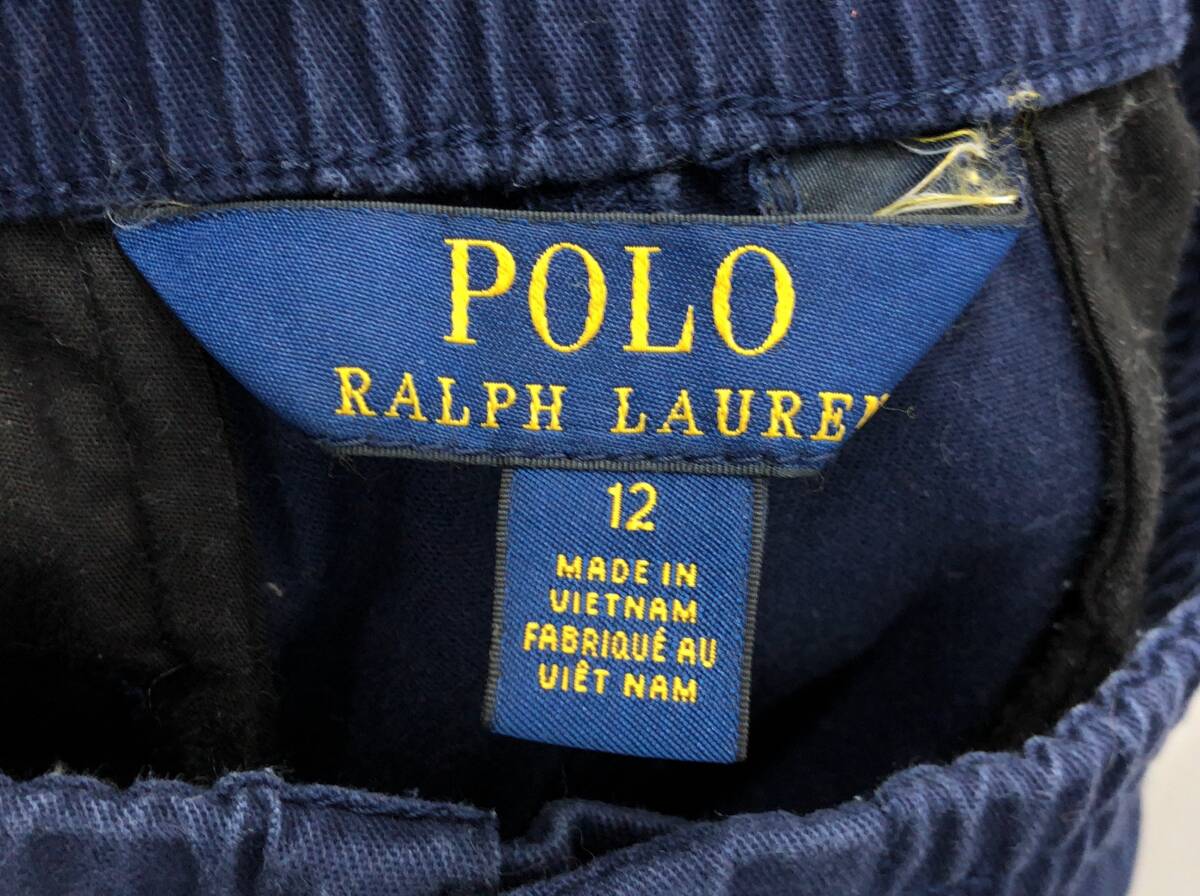 POLO
RALPH LAUREN
12
MADE IN
VIETNAM
FABRIQUÉ AU
VIÊT NAM